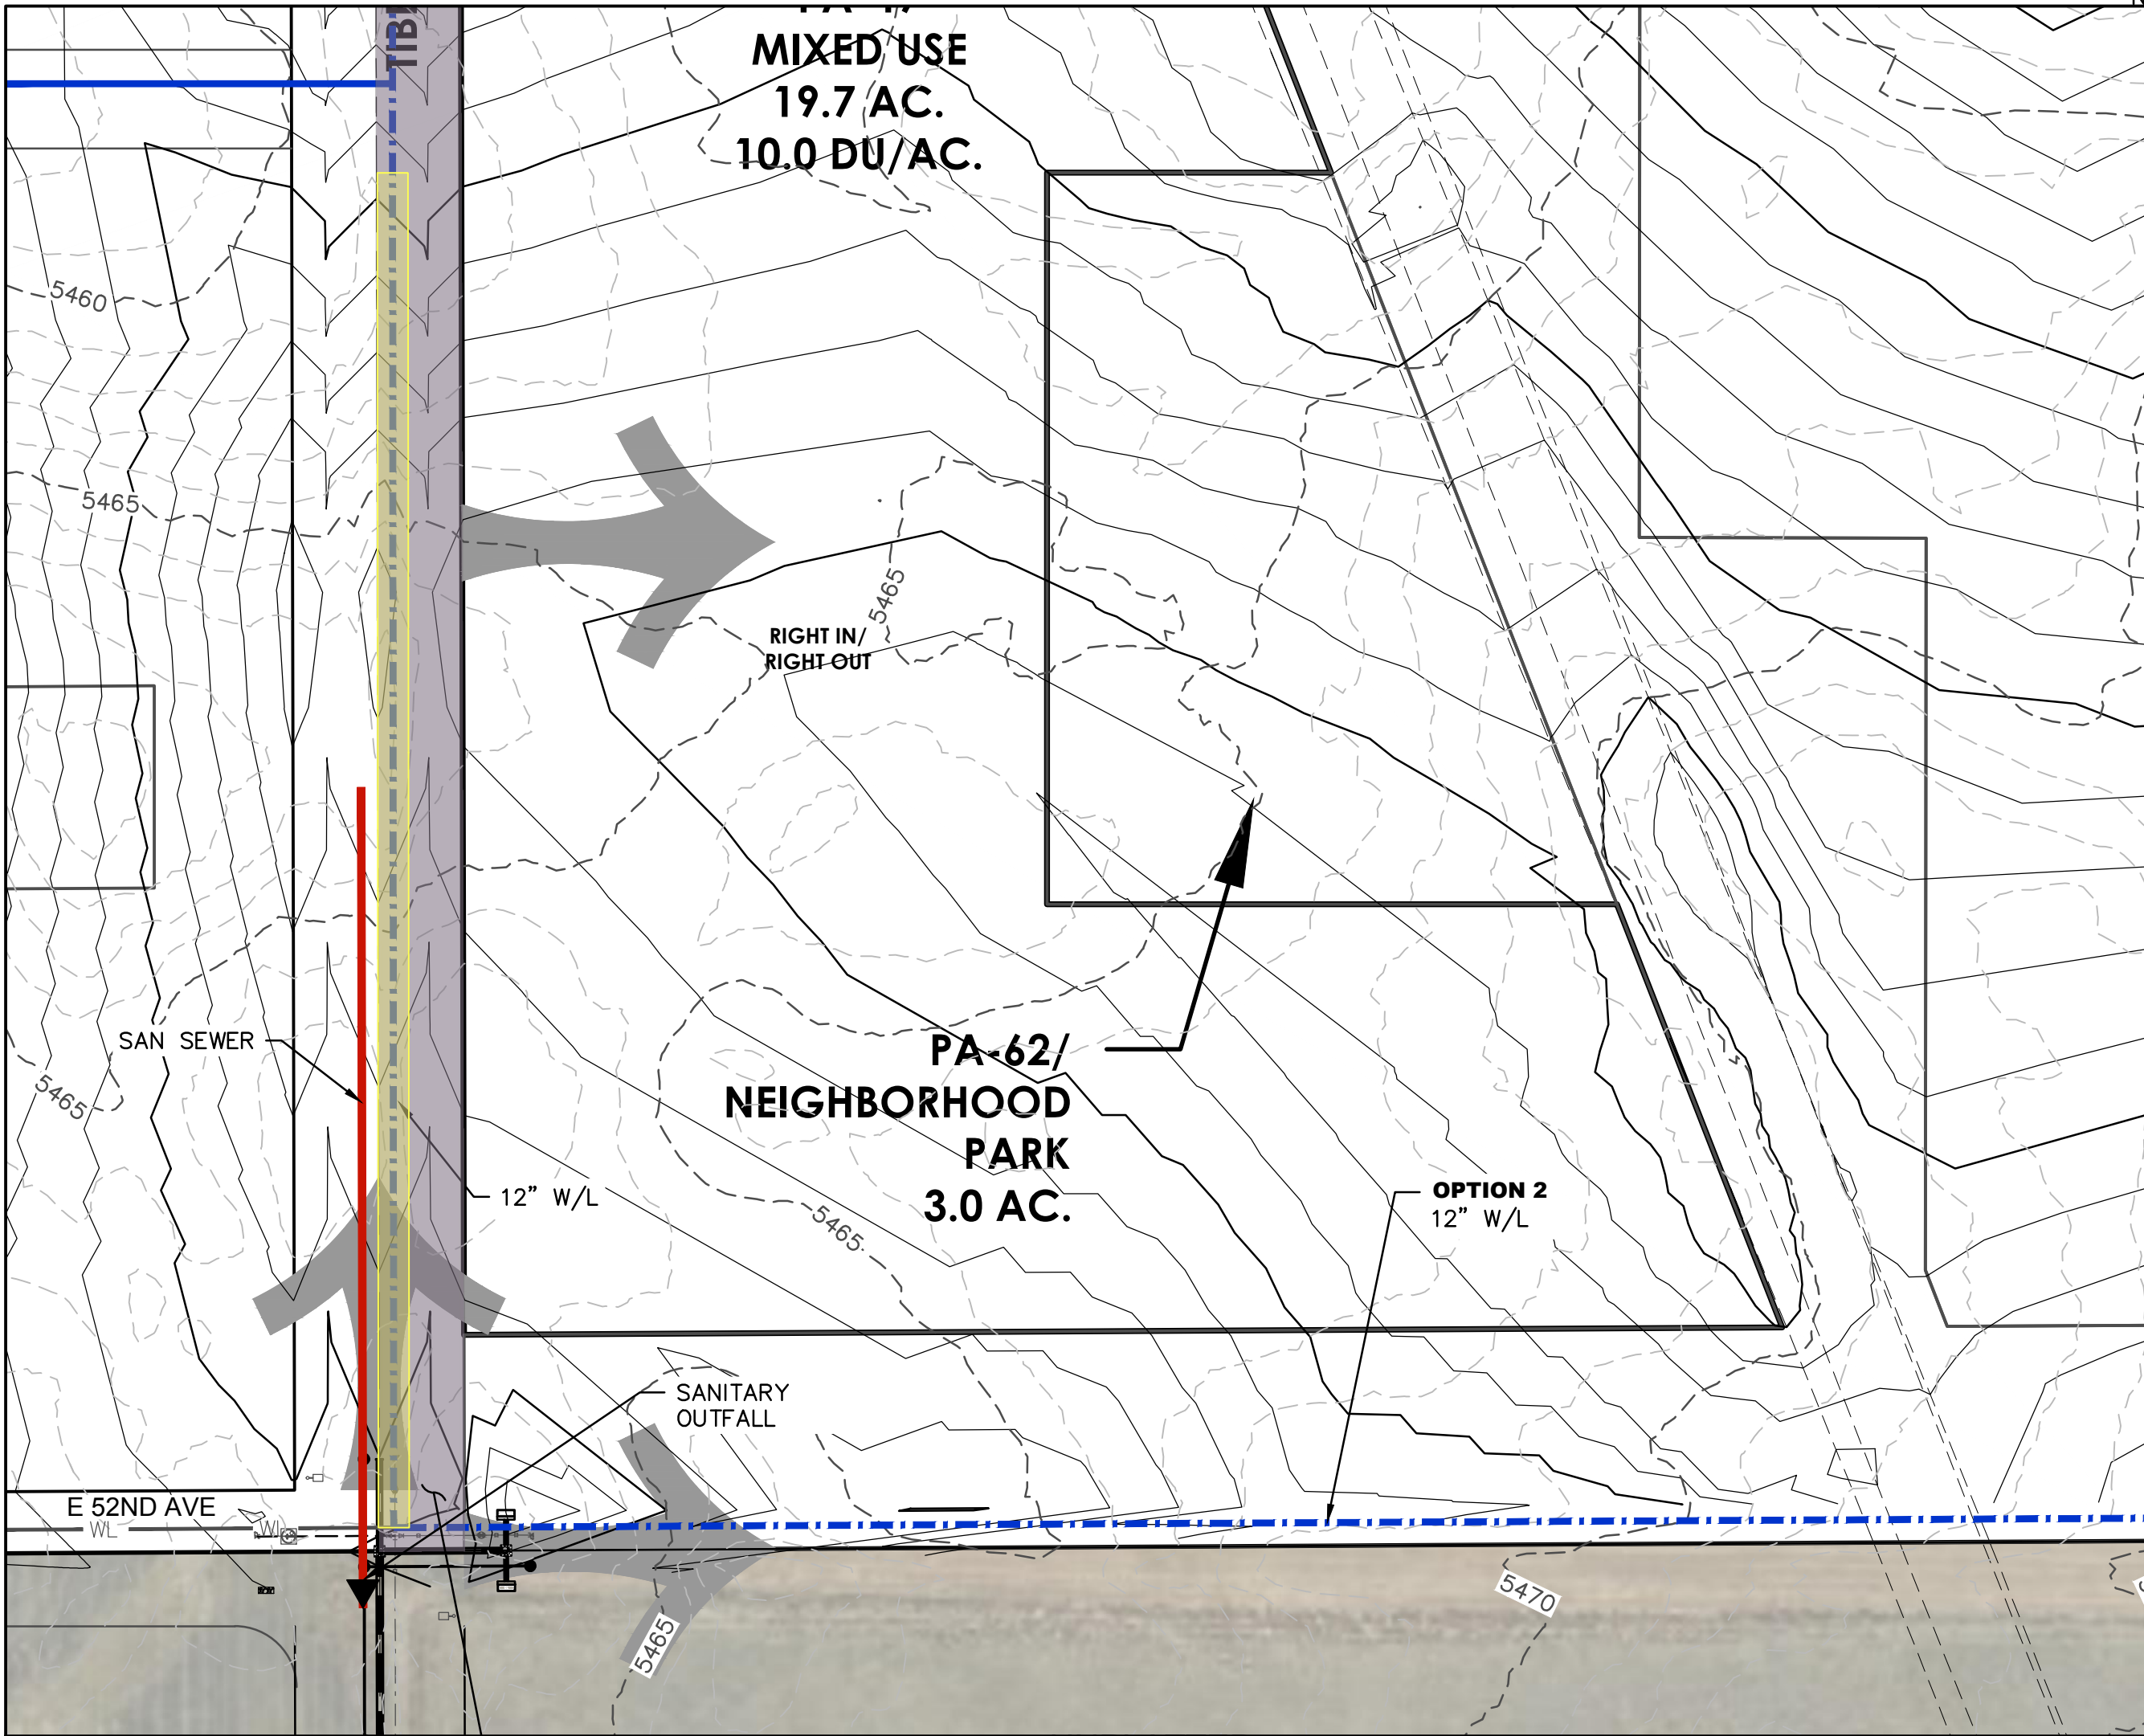 MIXED USE
19.7 AC.
10.0 DU/AC.
5460
5465
5465
RIGHT IN/
RIGHT OUT
SAN SEWER
5465
PA-62/
NEIGHBORHOOD
PARK
3.0 AC.
12" W/L
5465
OPTION 2
12" W/L
SANITARY
OUTFALL
E 52ND AVE
WL
5470
5465